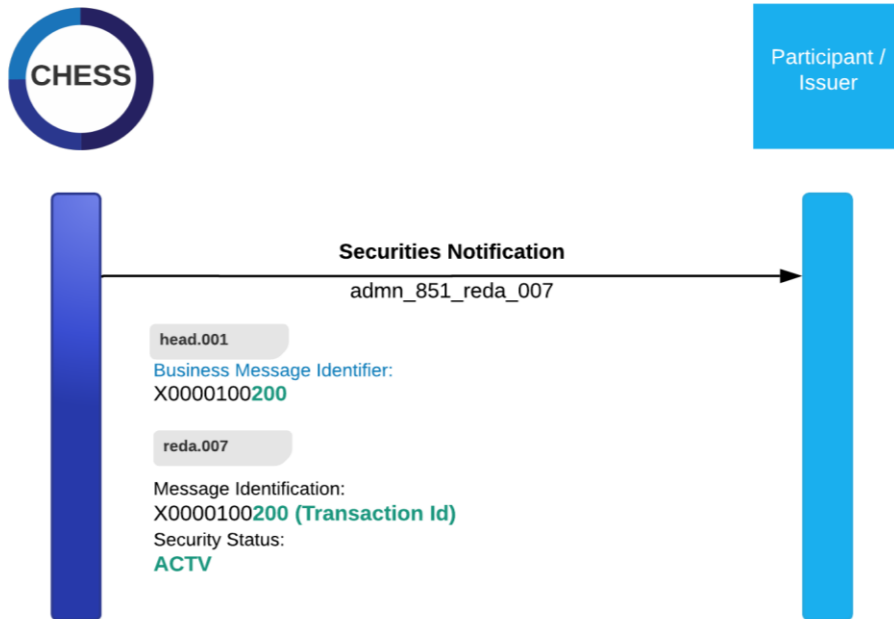 CHESS
Participant /
Issuer
Securities Notification
admn_851_reda_007
head.001
Business Message Identifier:
X0000100200
reda.007
Message Identification:
X0000100200 (Transaction Id)
Security Status:
ACTV